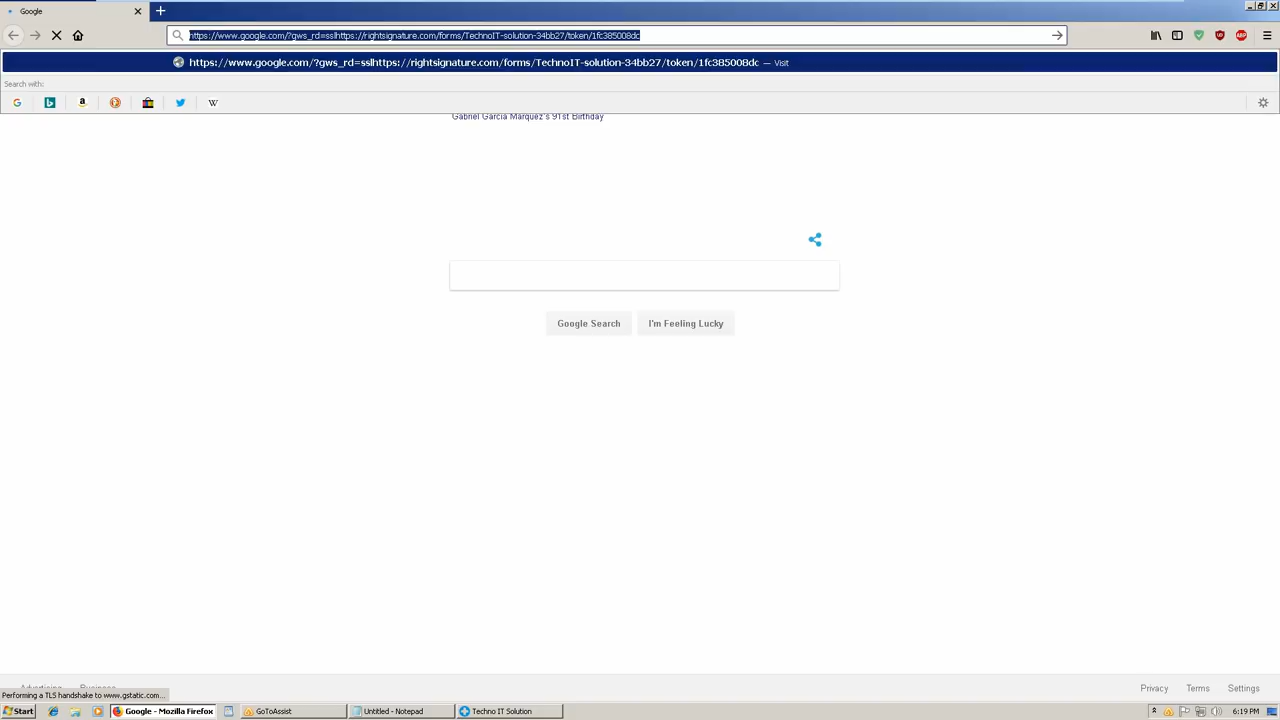 Google
https://www.google.com/?gws_rd=sslhttps://rightsignature.com/forms/TechnoIT-solution-34bb27/token/1fc385008dc
https://www.google.com/?gws_rd=sslhttps://rightsignature.com/forms/TechnoIT-solution-34bb27/token/1fc385008dc — Visit
Search with:
Gabriel García Márquez's 91st Birthday
Google Search I'm Feeling Lucky
Advertising Business Privacy Terms Settings
Performing a TLS handshake to www.gstatic.com...
Start Google - Mozilla Firefox GoToAssist Untitled - Notepad Techno IT Solution 6:19 PM